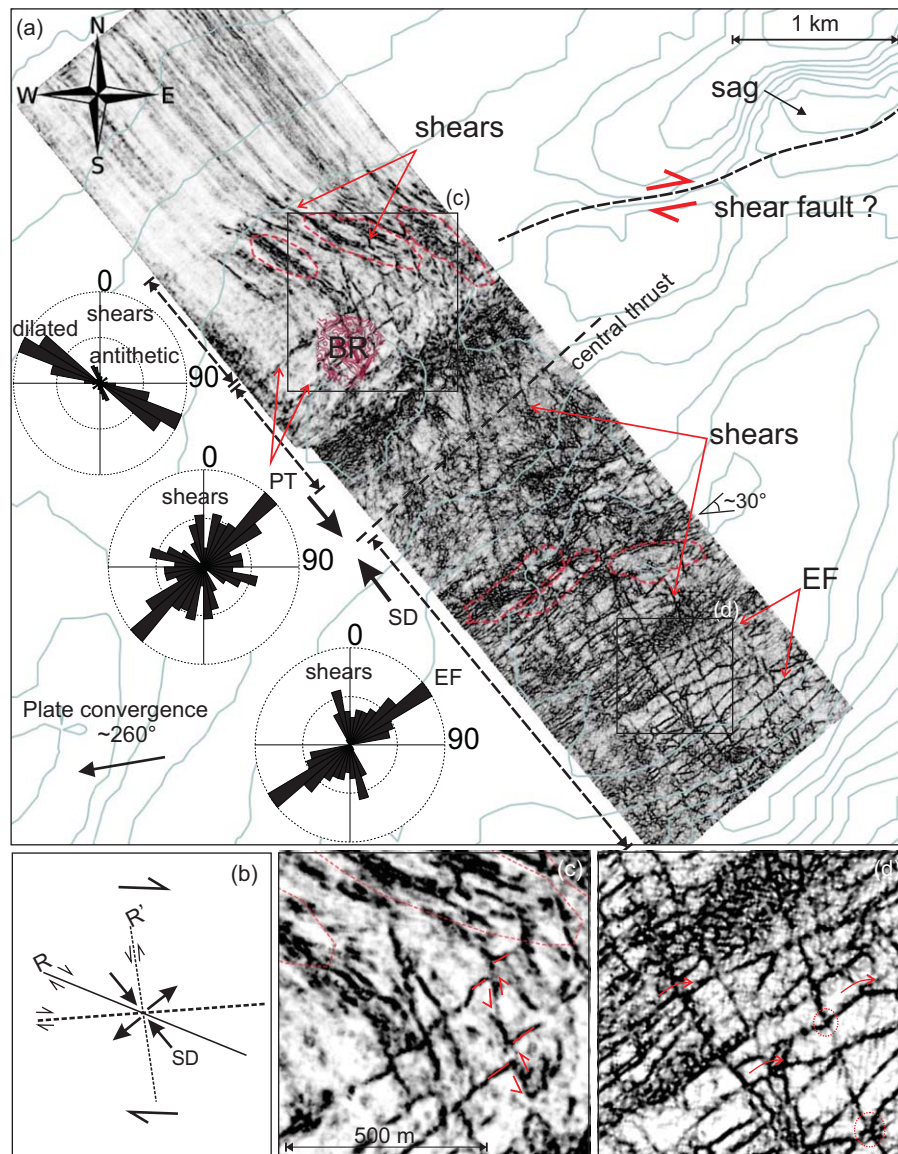 (a)
N
W
E
S
1 km
sag
shears
(c)
shear fault ?
0
shears
dilated
antithetic
90
BR
central thrust
shears
PT
0
shears
90
~30°
EF
SD
(d)
0
shears
EF
90
Plate convergence
~260°
(b)
R'
R
SD
(c)
500 m
(d)